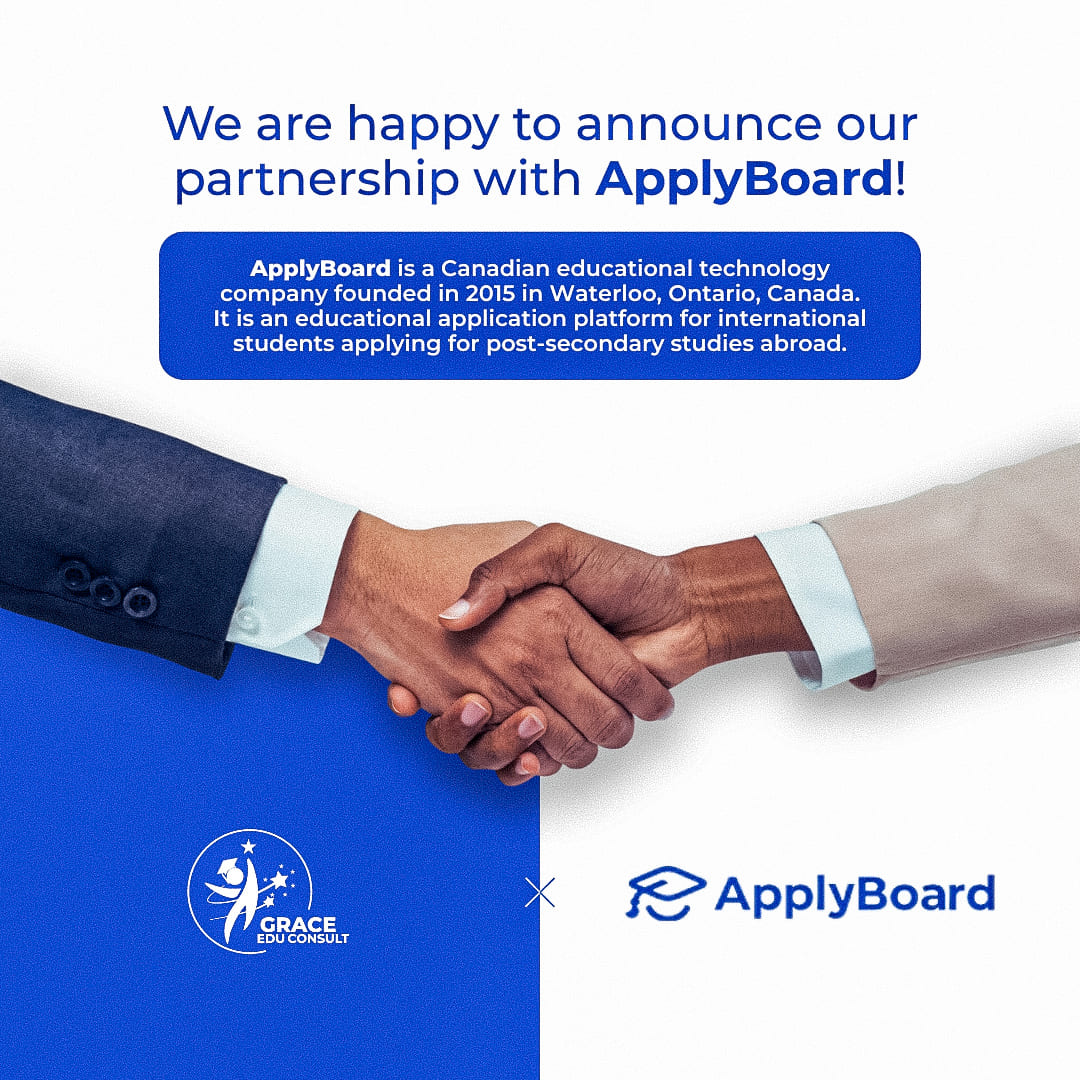 We are happy to announce our
partnership with ApplyBoard!
ApplyBoard is a Canadian educational technology
company founded in 2015 in Waterloo, Ontario, Canada.
It is an educational application platform for international
students applying for post-secondary studies abroad.
GRACE
EDU CONSULT
ApplyBoard